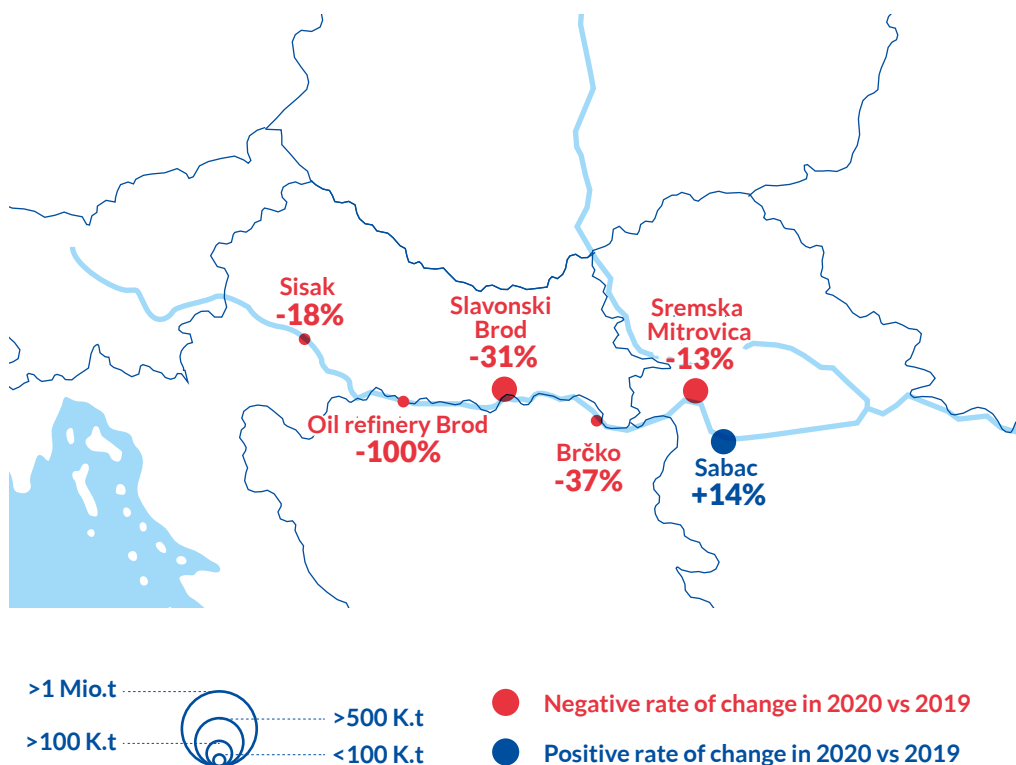 Sisak
-18%
Slavonski
Brod
-31%
Sremska
Mitrovica
-13%
Oil refinery Brod
-100%
Brčko
-37%
Sabac
+14%
>1 Mio.t
>500 K.t
>100 K.t
<100 K.t
Negative rate of change in 2020 vs 2019
Positive rate of change in 2020 vs 2019